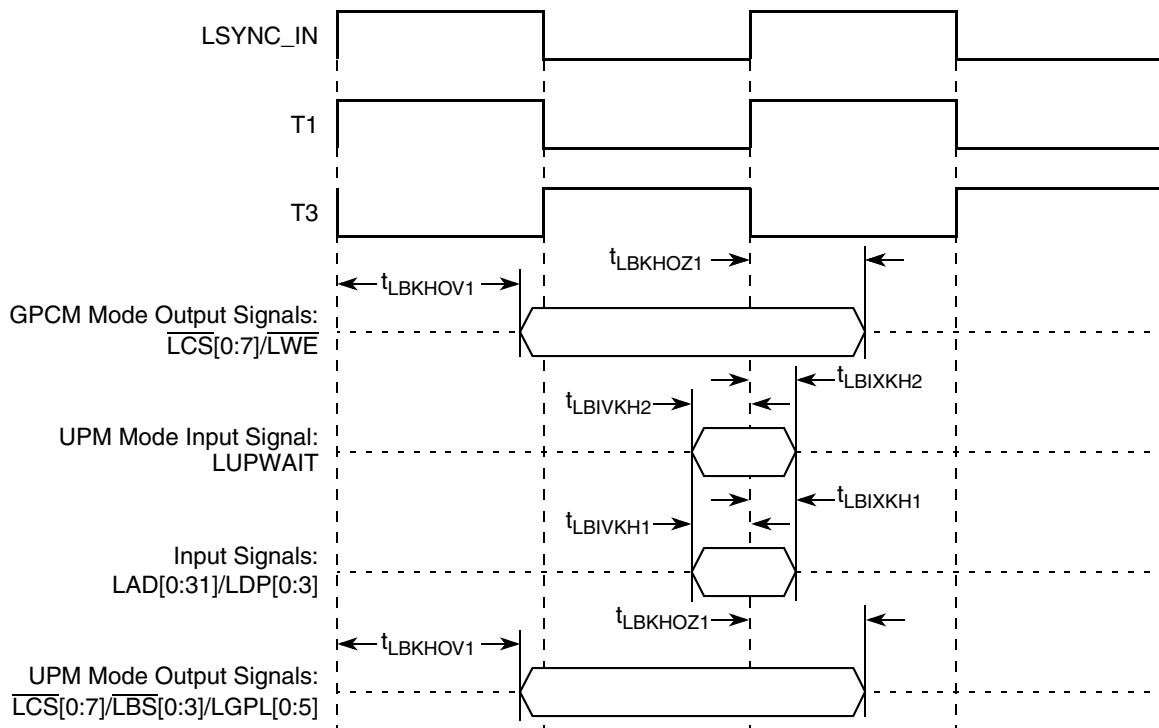 LSYNC_IN
T1
T3
tLBKHOZ1
tLBKHOV1
GPCM Mode Output Signals:
LCS[0:7]/LWE
tLBIXKH2
tLBIVKH2
UPM Mode Input Signal:
LUPWAIT
tLBIXKH1
tLBIVKH1
Input Signals:
LAD[0:31]/LDP[0:3]
tLBKHOZ1
tLBKHOV1
UPM Mode Output Signals:
LCS[0:7]/LBS[0:3]/LGPL[0:5]